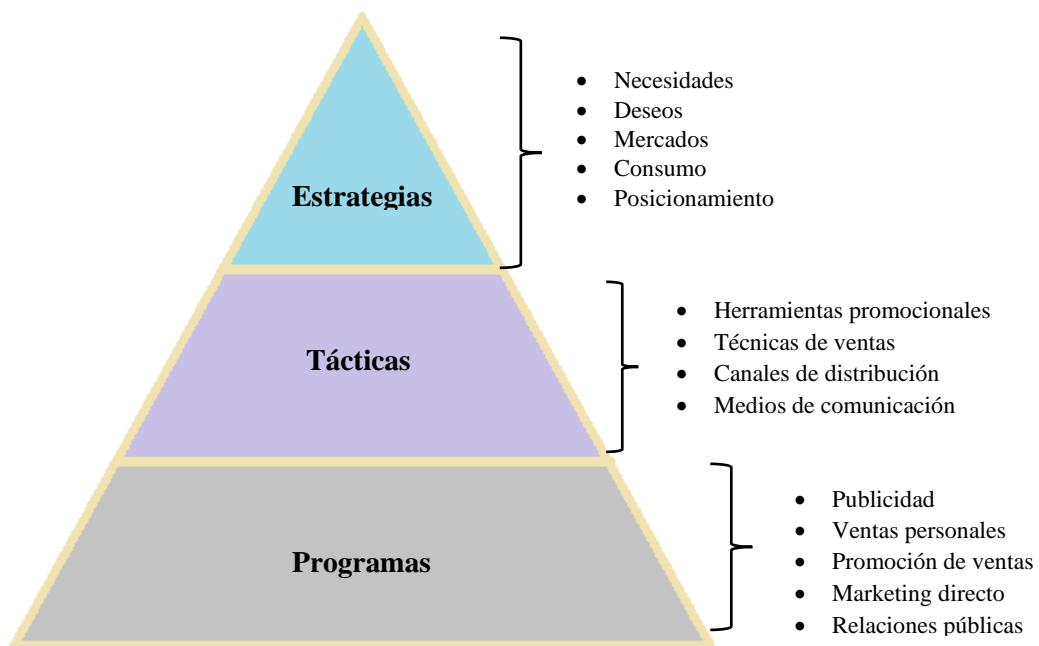 Estrategias
• Necesidades
• Deseos
• Mercados
• Consumo
• Posicionamiento
Tácticas
• Herramientas promocionales
• Técnicas de ventas
• Canales de distribución
• Medios de comunicación
Programas
• Publicidad
• Ventas personales
• Promoción de ventas
• Marketing directo
• Relaciones públicas